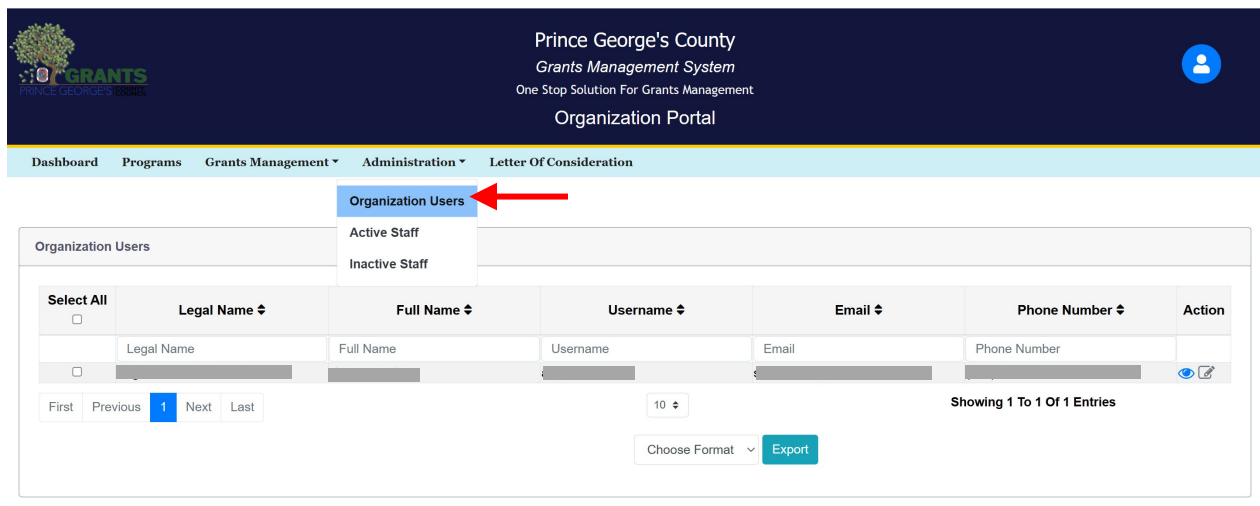 GRANTS
PRINCE GEORGE'S
Prince George's County
Grants Management System
One Stop Solution For Grants Management
Organization Portal
Dashboard Programs Grants Management Administration Letter Of Consideration
Organization Users
Active Staff
Inactive Staff
Organization Users
Select All Legal Name Full Name Username Email Phone Number Action
Legal Name Full Name Username Email Phone Number
First Previous 1 Next Last 10 Showing 1 To 1 Of 1 Entries
Choose Format Export